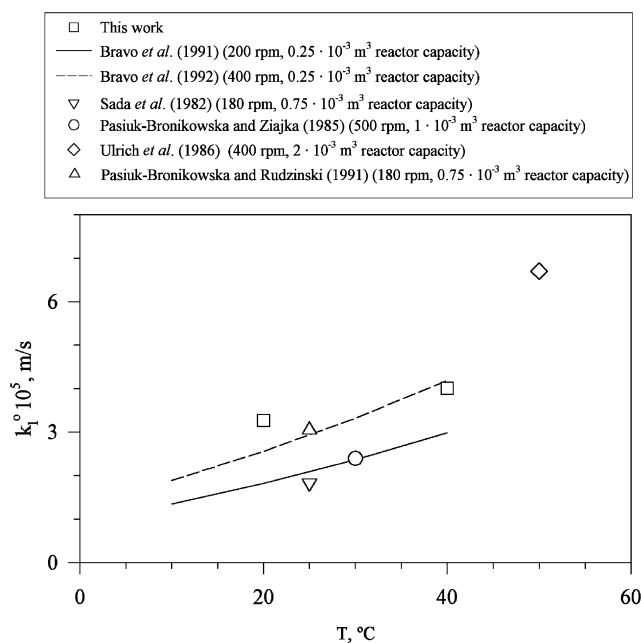 This work
Bravo et al. (1991) (200 rpm, 0.25 · 10⁻³ m³ reactor capacity)
Bravo et al. (1992) (400 rpm, 0.25 · 10⁻³ m³ reactor capacity)
Sada et al. (1982) (180 rpm, 0.75 · 10⁻³ m³ reactor capacity)
Pasiuk-Bronikowska and Ziajka (1985) (500 rpm, 1 · 10⁻³ m³ reactor capacity)
Ulrich et al. (1986) (400 rpm, 2 · 10⁻³ m³ reactor capacity)
Pasiuk-Bronikowska and Rudzinski (1991) (180 rpm, 0.75 · 10⁻³ m³ reactor capacity)
6
3
0
kₗº 10⁵, m/s
0 20 40 60
T, ºC